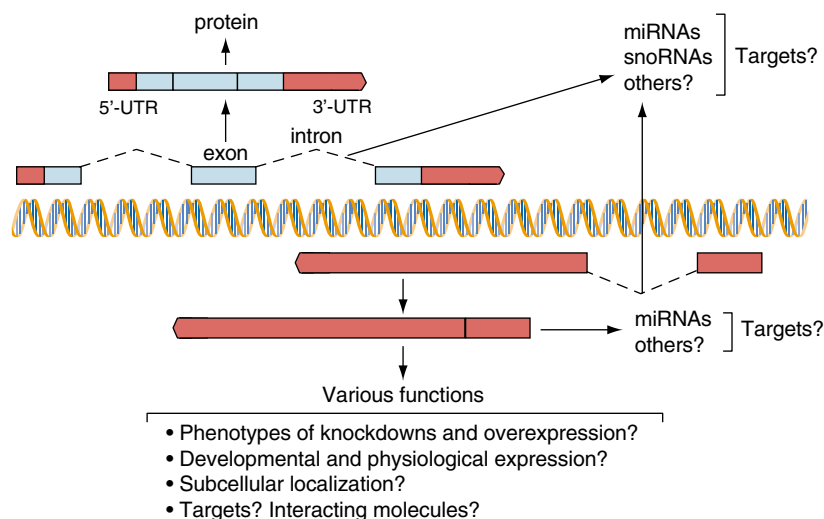 protein
miRNAs
snoRNAs
others?
Targets?
5'-UTR
3'-UTR
exon
intron
miRNAs
others?
Targets?
Various functions
• Phenotypes of knockdowns and overexpression?
• Developmental and physiological expression?
• Subcellular localization?
• Targets? Interacting molecules?